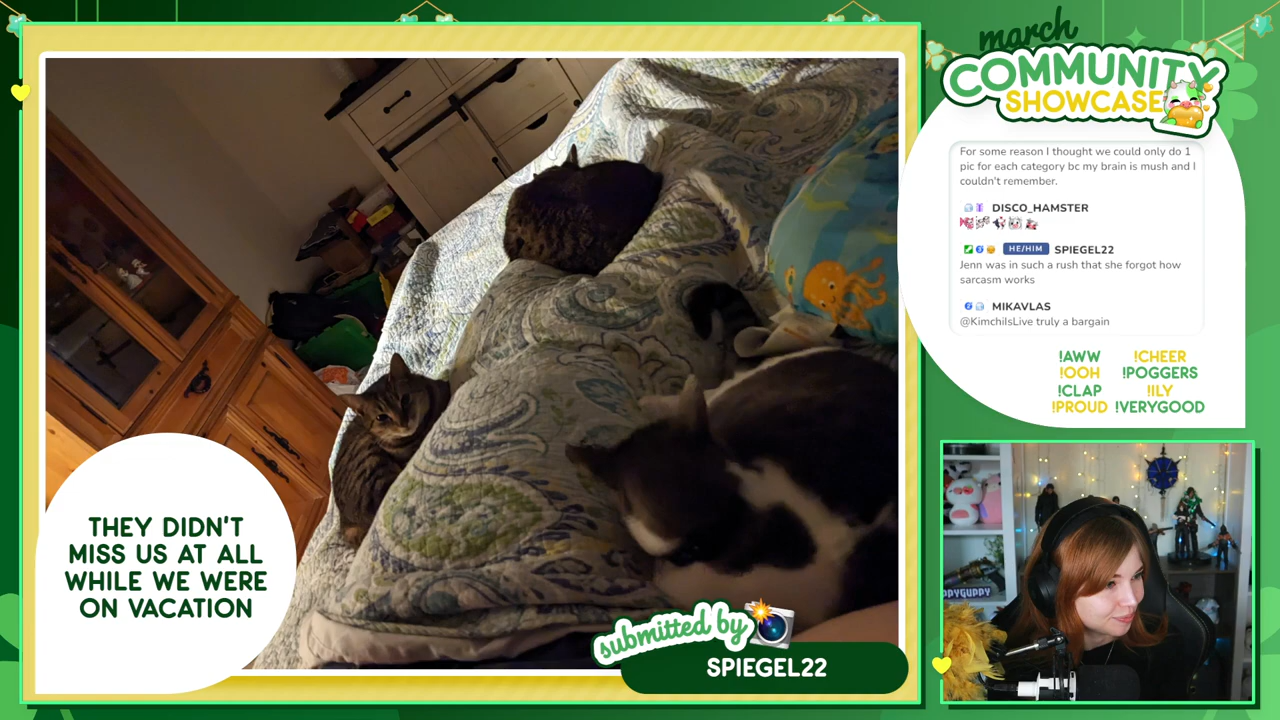 march
COMMUNITY
SHOWCASE
For some reason I thought we could only do 1
pic for each category bc my brain is mush and I
couldn't remember.
DISCO_HAMSTER
HE/HIM SPIEGEL22
Jenn was in such a rush that she forgot how
sarcasm works
MIKAVLAS
@KimchiIsLive truly a bargain
!AWW !CHEER
!OOH !POGGERS
!CLAP !ILY
!PROUD !VERYGOOD
THEY DIDN'T
MISS US AT ALL
WHILE WE WERE
ON VACATION
submitted by
SPIEGEL22
PPYGUPPY